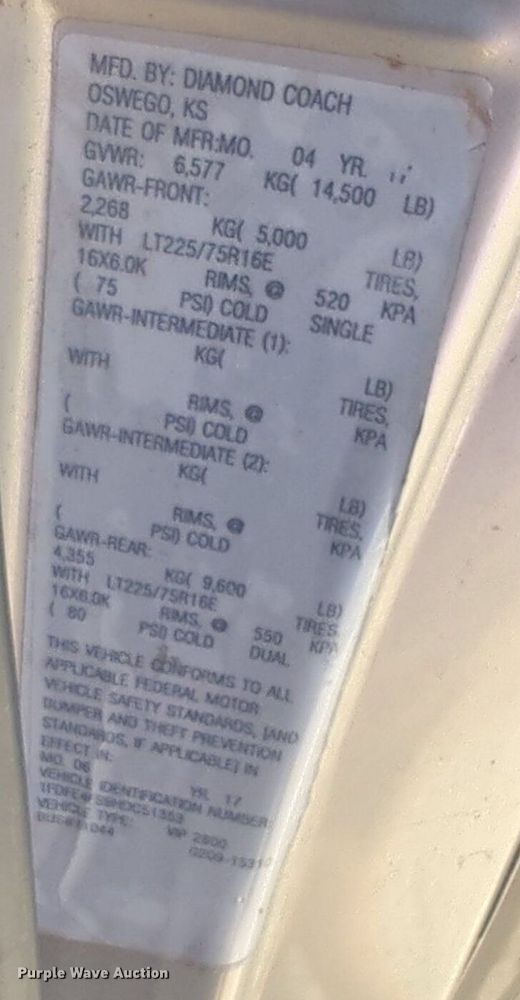 MFD. BY: DIAMOND COACH
OSWEGO, KS
DATE OF MFR:MO. 04 YR.
GVWR: 6,577 KG( 14,500 LB)
GAWR-FRONT:
2,268 KG( 5,000 LB)
WITH LT225/75R16E TIRES,
16X6.0K RIMS, @ 520 KPA
( 75 PSI) COLD SINGLE
GAWR-INTERMEDIATE (1):
KG( LB)
WITH TIRES,
RIMS, @ KPA
( PSI) COLD
GAWR-INTERMEDIATE (2):
KG( LB)
WITH TIRES,
RIMS, @ KPA
( PSI) COLD
GAWR-REAR:
4,355 KG( 9,600 LB)
WITH LT225/75R16E TIRES
16X6.0K RIMS, @ 550 KPA
( 80 PSI) COLD DUAL
THIS VEHICLE CONFORMS TO ALL
APPLICABLE FEDERAL MOTOR
VEHICLE SAFETY STANDARDS, [AND
BUMPER AND THEFT PREVENTION
STANDARDS, IF APPLICABLE] IN
EFFECT IN:
MO. 06 YR. 17
VEHICLE IDENTIFICATION NUMBER:
VEHICLE TYPE: VIP 2800
Purple Wave Auction